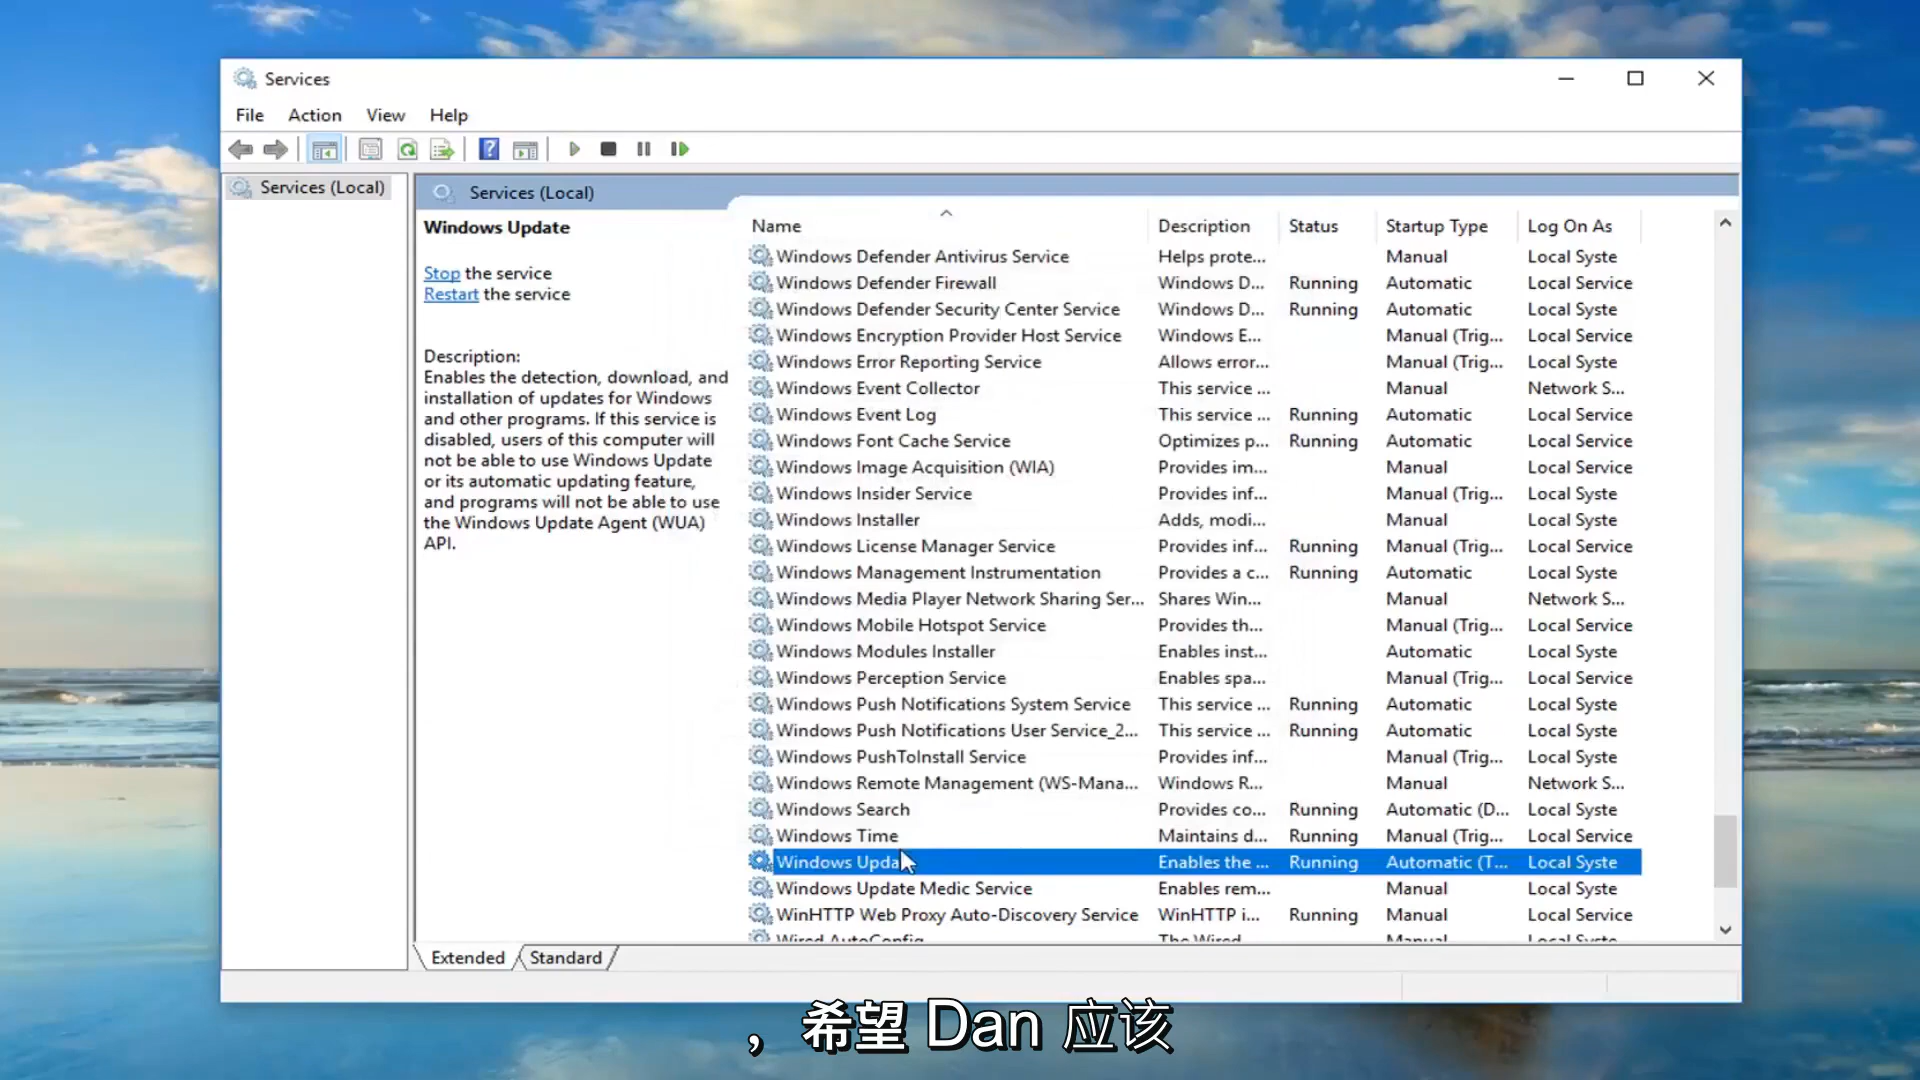 Services
File Action View Help
Services (Local)
Services (Local)
Windows Update
Stop the service
Restart the service
Description:
Enables the detection, download, and
installation of updates for Windows
and other programs. If this service is
disabled, users of this computer will
not be able to use Windows Update
or its automatic updating feature,
and programs will not be able to use
the Windows Update Agent (WUA)
API.
Name Description Status Startup Type Log On As
Windows Defender Antivirus Service Helps prote... Manual Local Syste
Windows Defender Firewall Windows D... Running Automatic Local Service
Windows Defender Security Center Service Windows D... Running Automatic Local Syste
Windows Encryption Provider Host Service Windows E... Manual (Trig... Local Service
Windows Error Reporting Service Allows error... Manual (Trig... Local Syste
Windows Event Collector This service ... Manual Network S...
Windows Event Log This service ... Running Automatic Local Service
Windows Font Cache Service Optimizes p... Running Automatic Local Service
Windows Image Acquisition (WIA) Provides im... Manual Local Service
Windows Insider Service Provides inf... Manual (Trig... Local Syste
Windows Installer Adds, modi... Manual Local Syste
Windows License Manager Service Provides inf... Running Manual (Trig... Local Service
Windows Management Instrumentation Provides a c... Running Automatic Local Syste
Windows Media Player Network Sharing Ser... Shares Win... Manual Network S...
Windows Mobile Hotspot Service Provides th... Manual (Trig... Local Service
Windows Modules Installer Enables inst... Automatic Local Syste
Windows Perception Service Enables spa... Manual (Trig... Local Service
Windows Push Notifications System Service This service ... Running Automatic Local Syste
Windows Push Notifications User Service_2... This service ... Running Automatic Local Syste
Windows PushToInstall Service Provides inf... Manual (Trig... Local Syste
Windows Remote Management (WS-Mana... Windows R... Manual Network S...
Windows Search Provides co... Running Automatic (D... Local Syste
Windows Time Maintains d... Running Manual (Trig... Local Service
Windows Upda Enables the ... Running Automatic (T... Local Syste
Windows Update Medic Service Enables rem... Manual Local Syste
WinHTTP Web Proxy Auto-Discovery Service WinHTTP i... Running Manual Local Service
Wired AutoConfig The Wired Manual Local Syste
Extended Standard
，希望 Dan 应该